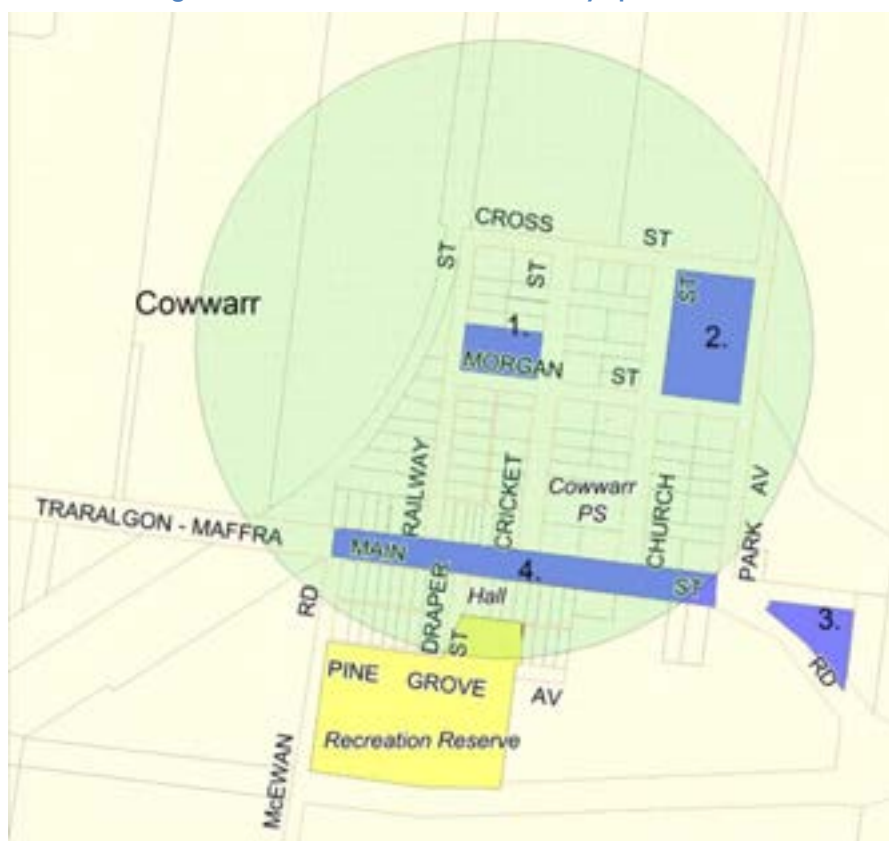 CROSS ST
ST
ST
ST
Cowwarr
1.
2.
MORGAN ST
RAILWAY
CRICKET
Cowwarr
PS
CHURCH
PARK AV
TRARALGON - MAFFRA
MAIN ST
4.
DRAPER ST
Hall
RD
3.
RD
PINE GROVE AV
Recreation Reserve
McEWAN